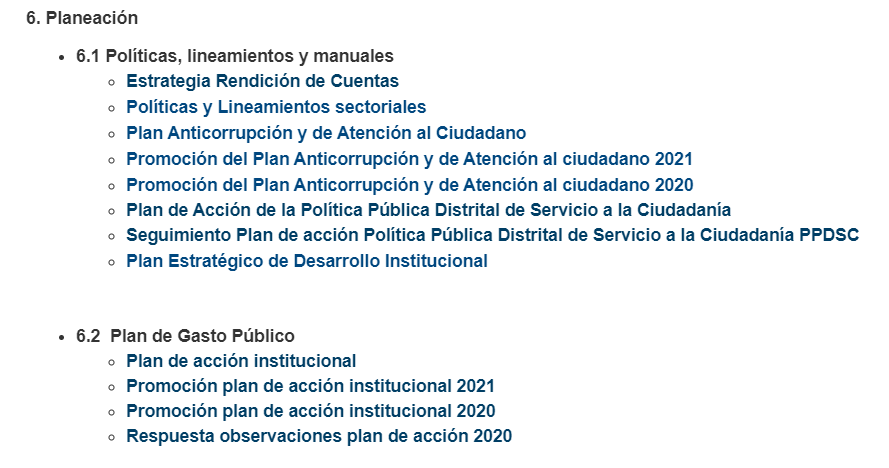 6. Planeación
6.1 Políticas, lineamientos y manuales
Estrategia Rendición de Cuentas
Políticas y Lineamientos sectoriales
Plan Anticorrupción y de Atención al Ciudadano
Promoción del Plan Anticorrupción y de Atención al ciudadano 2021
Promoción del Plan Anticorrupción y de Atención al ciudadano 2020
Plan de Acción de la Política Pública Distrital de Servicio a la Ciudadanía
Seguimiento Plan de acción Política Pública Distrital de Servicio a la Ciudadanía PPDSC
Plan Estratégico de Desarrollo Institucional
6.2 Plan de Gasto Público
Plan de acción institucional
Promoción plan de acción institucional 2021
Promoción plan de acción institucional 2020
Respuesta observaciones plan de acción 2020